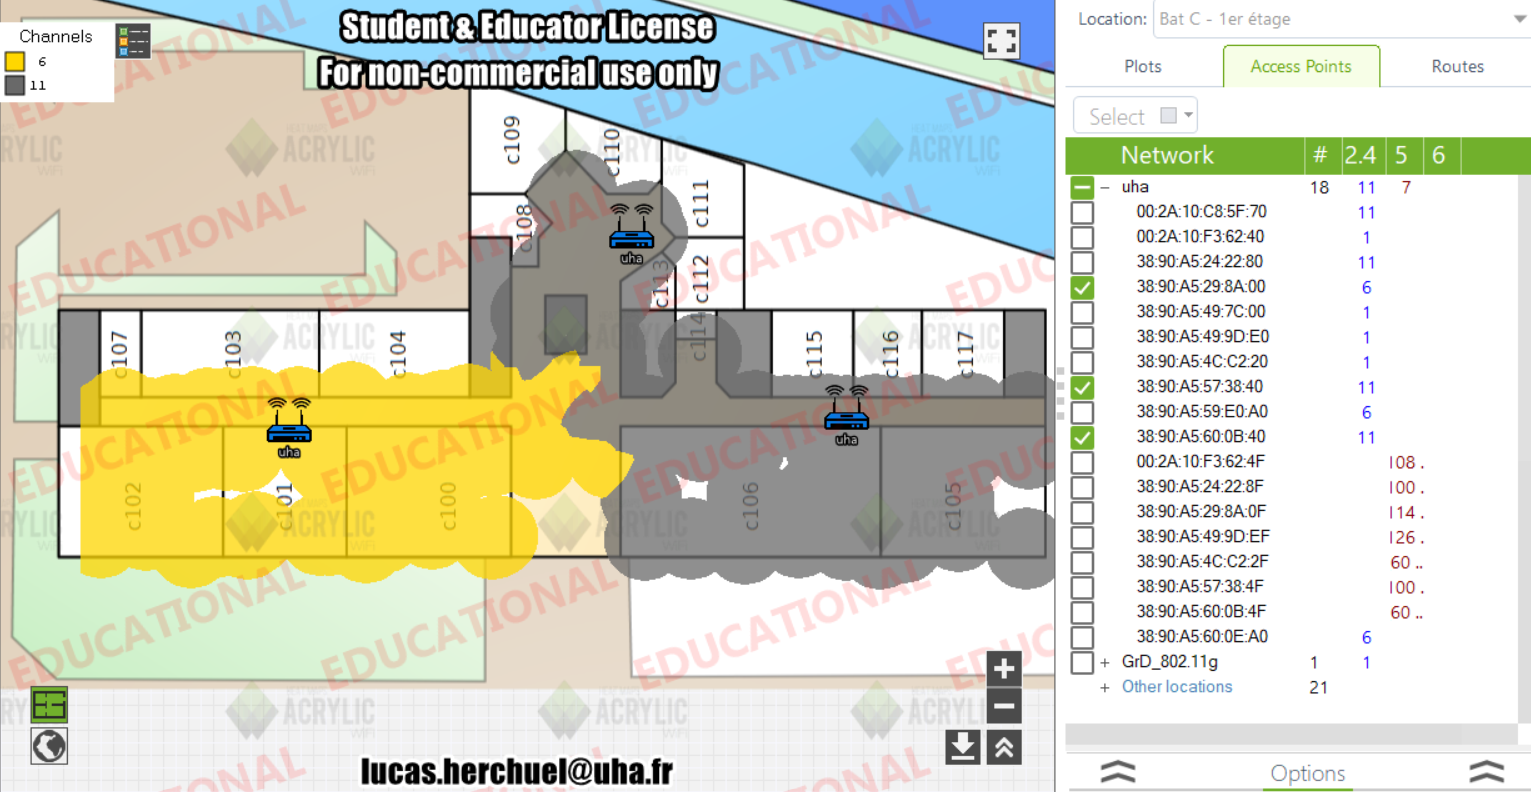 Student & Educator License
For non-commercial use only
Channels
6
11
c109
c110
c111
c108
c113
c112
c114
c107
c103
c104
c115
c116
c117
c102
c101
c100
c106
c105
uha
uha
uha
EDUCATIONAL
HEAT MAPS
ACRYLIC
WiFi
lucas.herchuel@uha.fr
Location: Bat C - 1er étage
Plots Access Points Routes
Select
Network # 2.4 5 6
uha 18 11 7
00:2A:10:C8:5F:70 11
00:2A:10:F3:62:40 1
38:90:A5:24:22:80 11
38:90:A5:29:8A:00 6
38:90:A5:49:7C:00 1
38:90:A5:49:9D:E0 1
38:90:A5:4C:C2:20 1
38:90:A5:57:38:40 11
38:90:A5:59:E0:A0 6
38:90:A5:60:0B:40 11
00:2A:10:F3:62:4F 108 .
38:90:A5:24:22:8F 100 .
38:90:A5:29:8A:0F 114 .
38:90:A5:49:9D:EF 126 .
38:90:A5:4C:C2:2F 60 ..
38:90:A5:57:38:4F 100 .
38:90:A5:60:0B:4F 60 ..
38:90:A5:60:0E:A0 6
GrD_802.11g 1 1
Other locations 21
Options